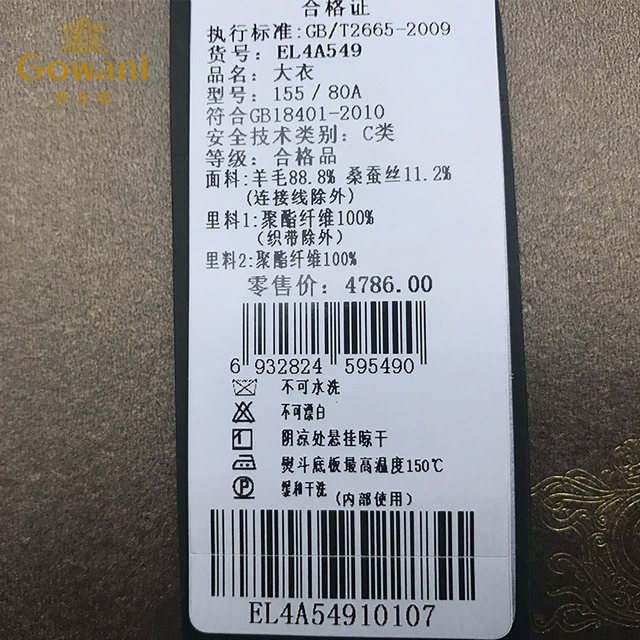 Gowani
乔万尼
合格证
执行标准:GB/T2665-2009
货号: EL4A549
品名: 大衣
型号: 155 / 80A
符合GB18401-2010
安全技术类别: C类
等级: 合格品
面料:羊毛88.8% 桑蚕丝11.2%
(连接线除外)
里料1:聚酯纤维100%
(织带除外)
里料2:聚酯纤维100%
零售价: 4786.00
6 932824 595490
不可水洗
不可漂白
阴凉处悬挂晾干
熨斗底板最高温度150℃
P 缓和干洗 (内部使用)
EL4A54910107